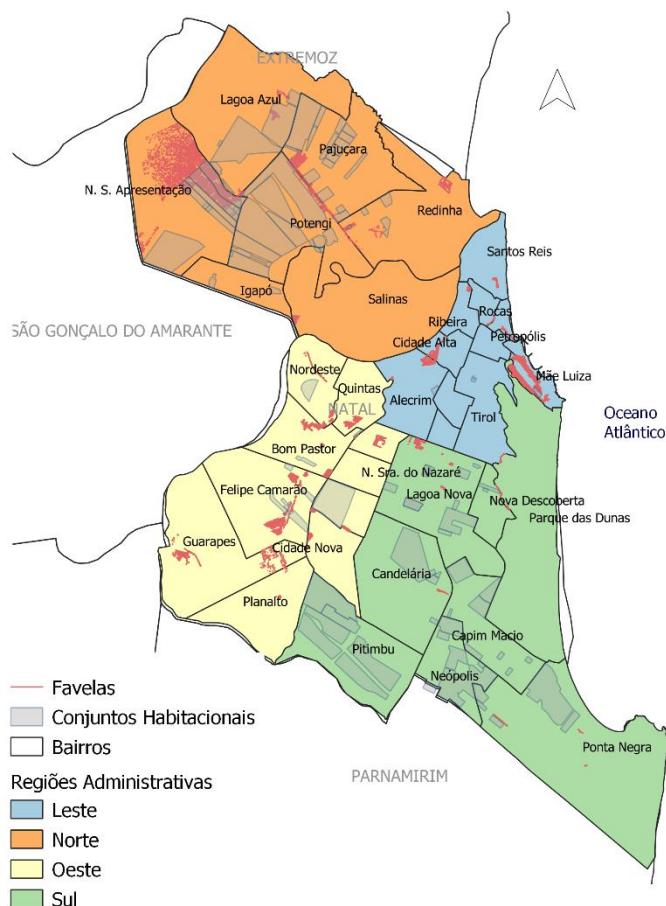 EXTREMOZ
Lagoa Azul
Pajuçara
N. S. Apresentação
Redinha
Potengi
Santos Reis
Igapó
Salinas
Rocas
Ribeira
SÃO GONÇALO DO AMARANTE
Petropólis
Cidade Alta
Nordeste
Mãe Luiza
Quintas
Alecrim
NATAL
Tirol
Oceano
Atlântico
Bom Pastor
N. Sra. do Nazaré
Felipe Camarão
Lagoa Nova
Nova Descoberta
Parque das Dunas
Guarapes
Cidade Nova
Candelária
Planalto
Capim Macio
Pitimbu
Neópolis
Ponta Negra
PARNAMIRIM
Favelas
Conjuntos Habitacionais
Bairros
Regiões Administrativas
Leste
Norte
Oeste
Sul